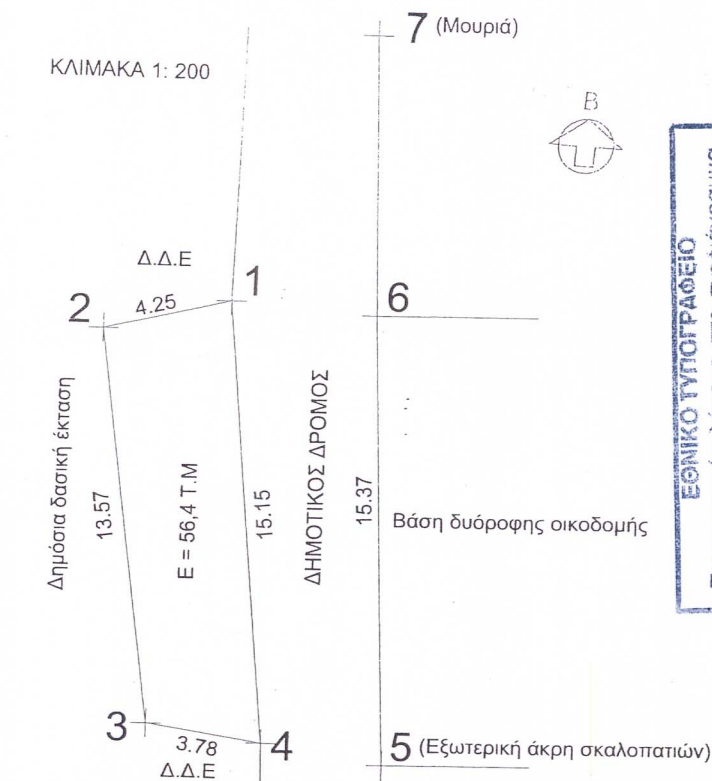 7 (Μουριά)
ΚΛΙΜΑΚΑ 1: 200
Β
Δ.Δ.Ε
1
2
4.25
6
Δημόσια δασική έκταση
13.57
Ε = 56,4 Τ.Μ
15.15
ΔΗΜΟΤΙΚΟΣ ΔΡΟΜΟΣ
15.37
Βάση δυόροφης οικοδομής
3
3.78
4
Δ.Δ.Ε
5 (Εξωτερική άκρη σκαλοπατιών)
ΕΘΝΙΚΟ ΤΥΠΟΓΡΑΦΕΙΟ